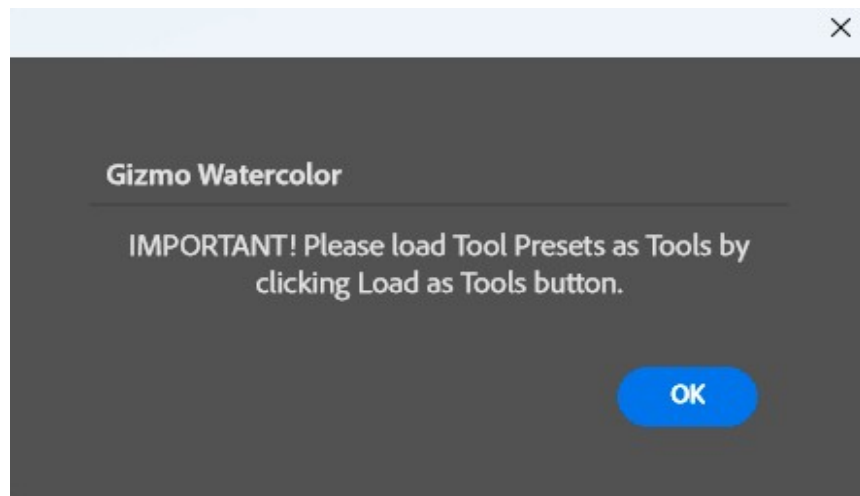 Gizmo Watercolor
IMPORTANT! Please load Tool Presets as Tools by
clicking Load as Tools button.
OK